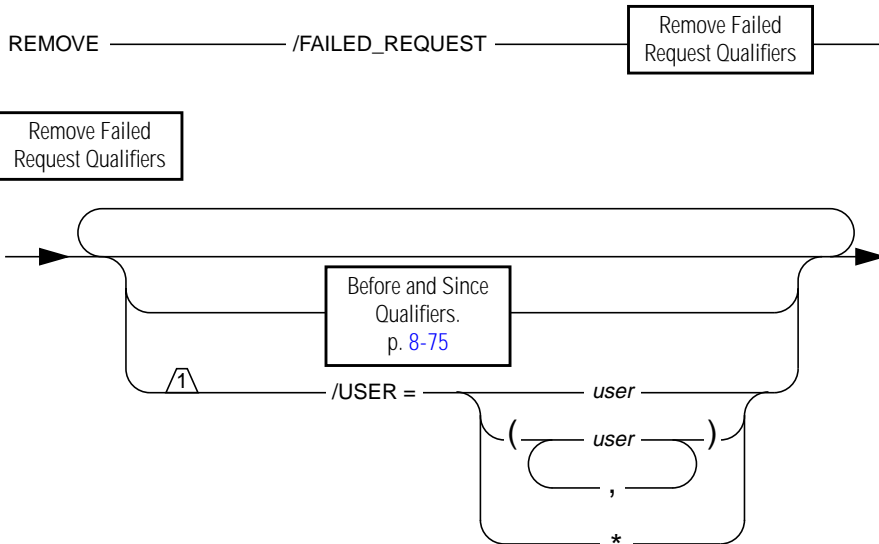 REMOVE /FAILED_REQUEST Remove Failed
Request Qualifiers
Remove Failed
Request Qualifiers
Before and Since
Qualifiers.
p. 8-75
1 /USER = user
( user )
,
*